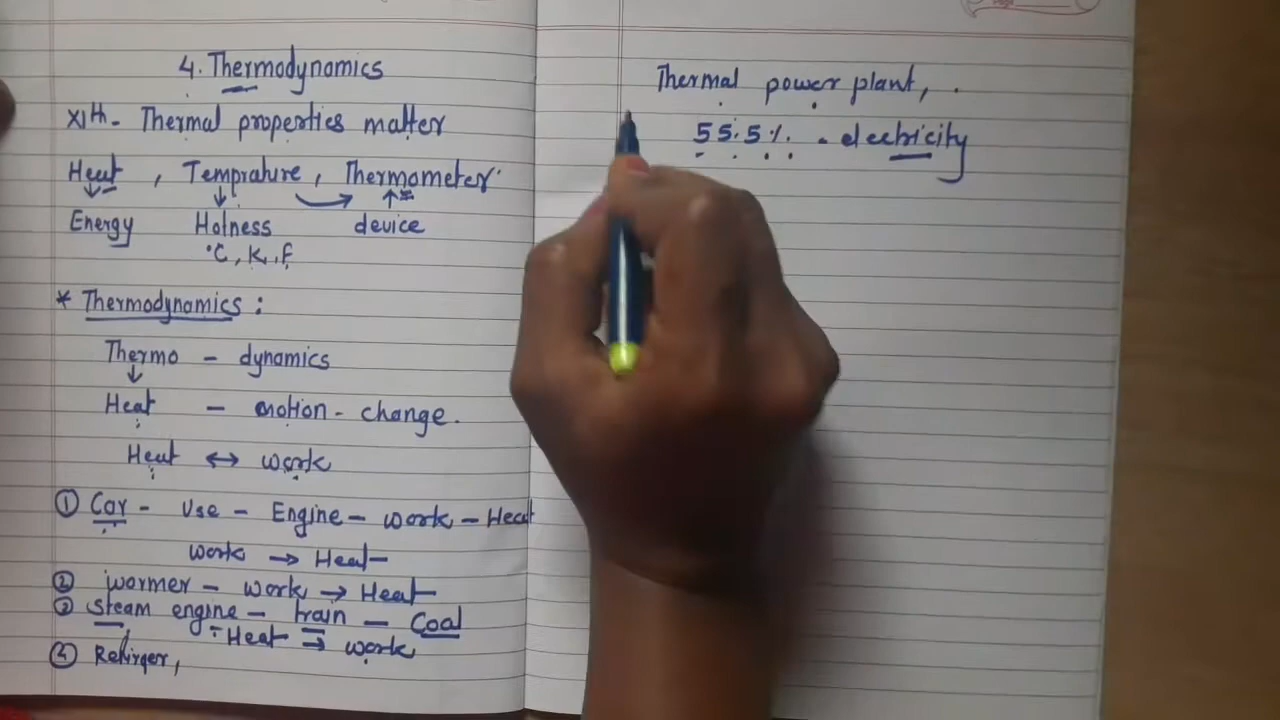 4. Thermodynamics
XIth - Thermal properties matter
Heat, Temprature, Thermometer
Energy Hotness device
°C, K, F
* Thermodynamics :
Thermo - dynamics
Heat - motion - change.
Heat ↔ work
① Car - Use - Engine - work - Heat
work → Heat
② warmer - work → Heat
③ steam engine - train - Coal
Heat → work
④
Thermal power plant,
55.5% - electricity